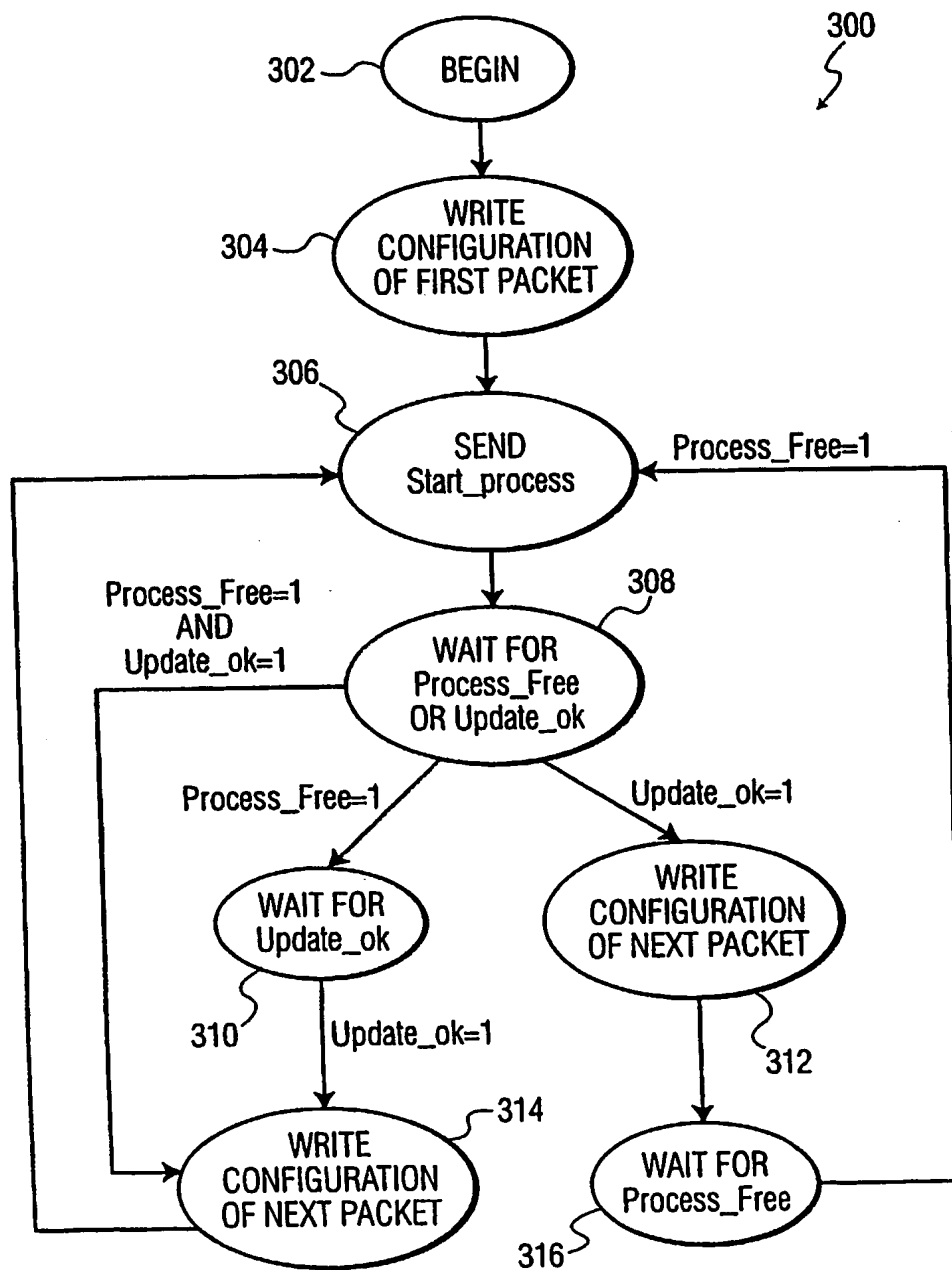 300
302
BEGIN
WRITE
CONFIGURATION
OF FIRST PACKET
304
306
SEND
Start_process
Process_Free=1
Process_Free=1
AND
Update_ok=1
308
WAIT FOR
Process_Free
OR Update_ok
Process_Free=1
Update_ok=1
WAIT FOR
Update_ok
310
WRITE
CONFIGURATION
OF NEXT PACKET
312
Update_ok=1
314
WRITE
CONFIGURATION
OF NEXT PACKET
WAIT FOR
Process_Free
316